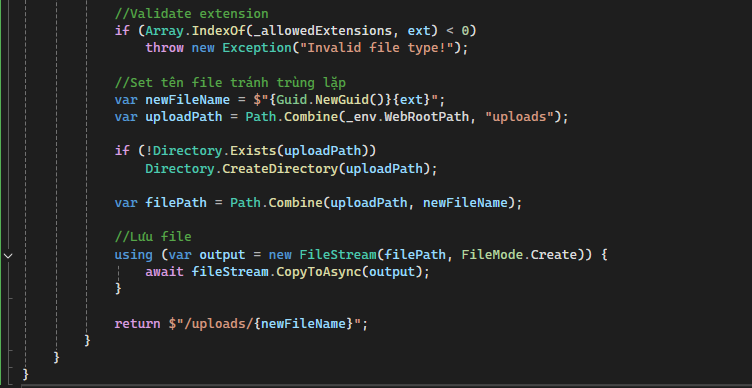 //Validate extension
if (Array.IndexOf(_allowedExtensions, ext) < 0)
throw new Exception("Invalid file type!");
//Set tên file tránh trùng lặp
var newFileName = $"{Guid.NewGuid()}{ext}";
var uploadPath = Path.Combine(_env.WebRootPath, "uploads");
if (!Directory.Exists(uploadPath))
Directory.CreateDirectory(uploadPath);
var filePath = Path.Combine(uploadPath, newFileName);
//Lưu file
using (var output = new FileStream(filePath, FileMode.Create)) {
await fileStream.CopyToAsync(output);
}
return $"/uploads/{newFileName}";
}
}
}